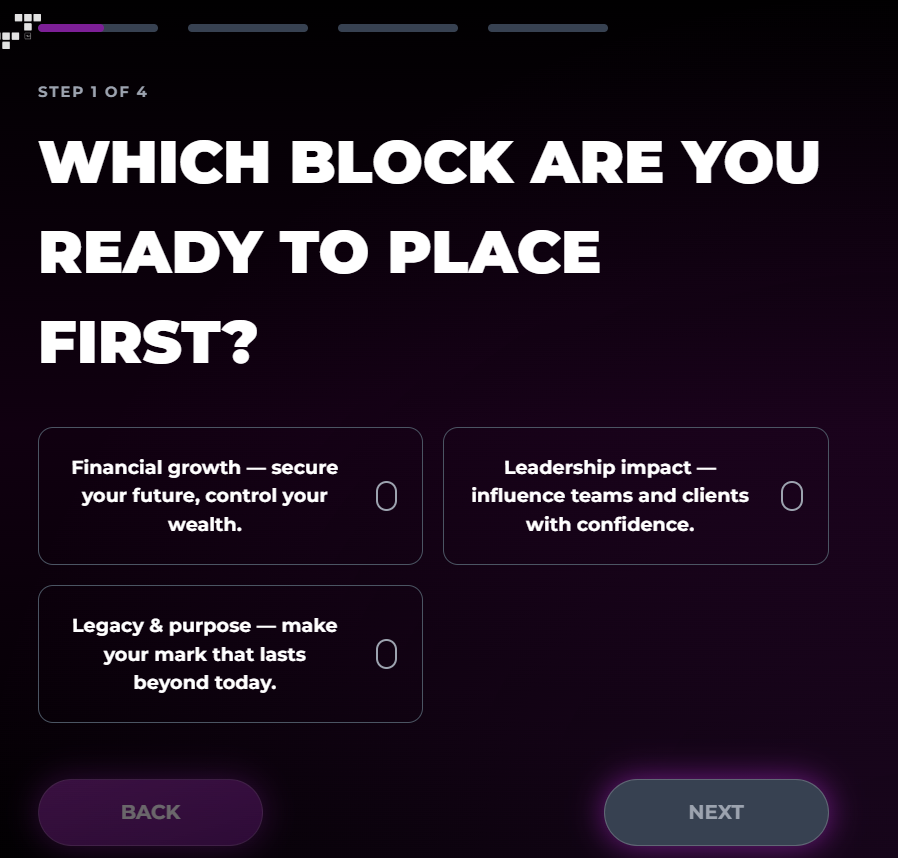 STEP 1 OF 4
WHICH BLOCK ARE YOU
READY TO PLACE
FIRST?
Financial growth — secure
your future, control your
wealth.
Leadership impact —
influence teams and clients
with confidence.
Legacy & purpose — make
your mark that lasts
beyond today.
BACK
NEXT